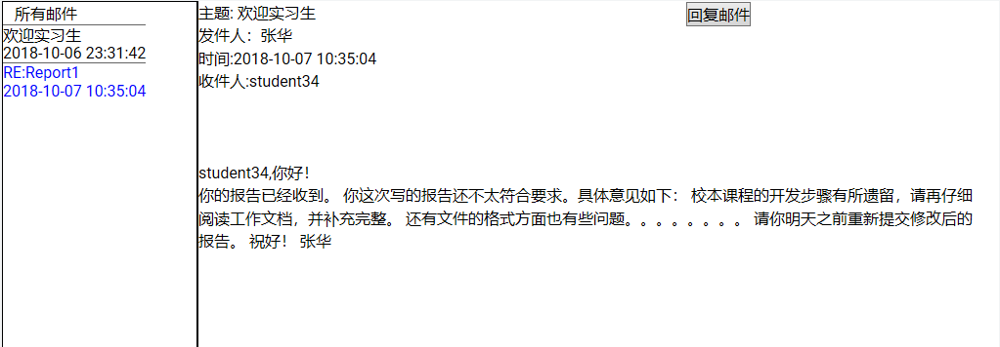 所有邮件
欢迎实习生
2018-10-06 23:31:42
RE:Report1
2018-10-07 10:35:04
主题: 欢迎实习生
回复邮件
发件人：张华
时间:2018-10-07 10:35:04
收件人:student34
student34,你好！
你的报告已经收到。 你这次写的报告还不太符合要求。具体意见如下： 校本课程的开发步骤有所遗留，请再仔细
阅读工作文档，并补充完整。 还有文件的格式方面也有些问题。。。。。。。。 请你明天之前重新提交修改后的
报告。 祝好！ 张华